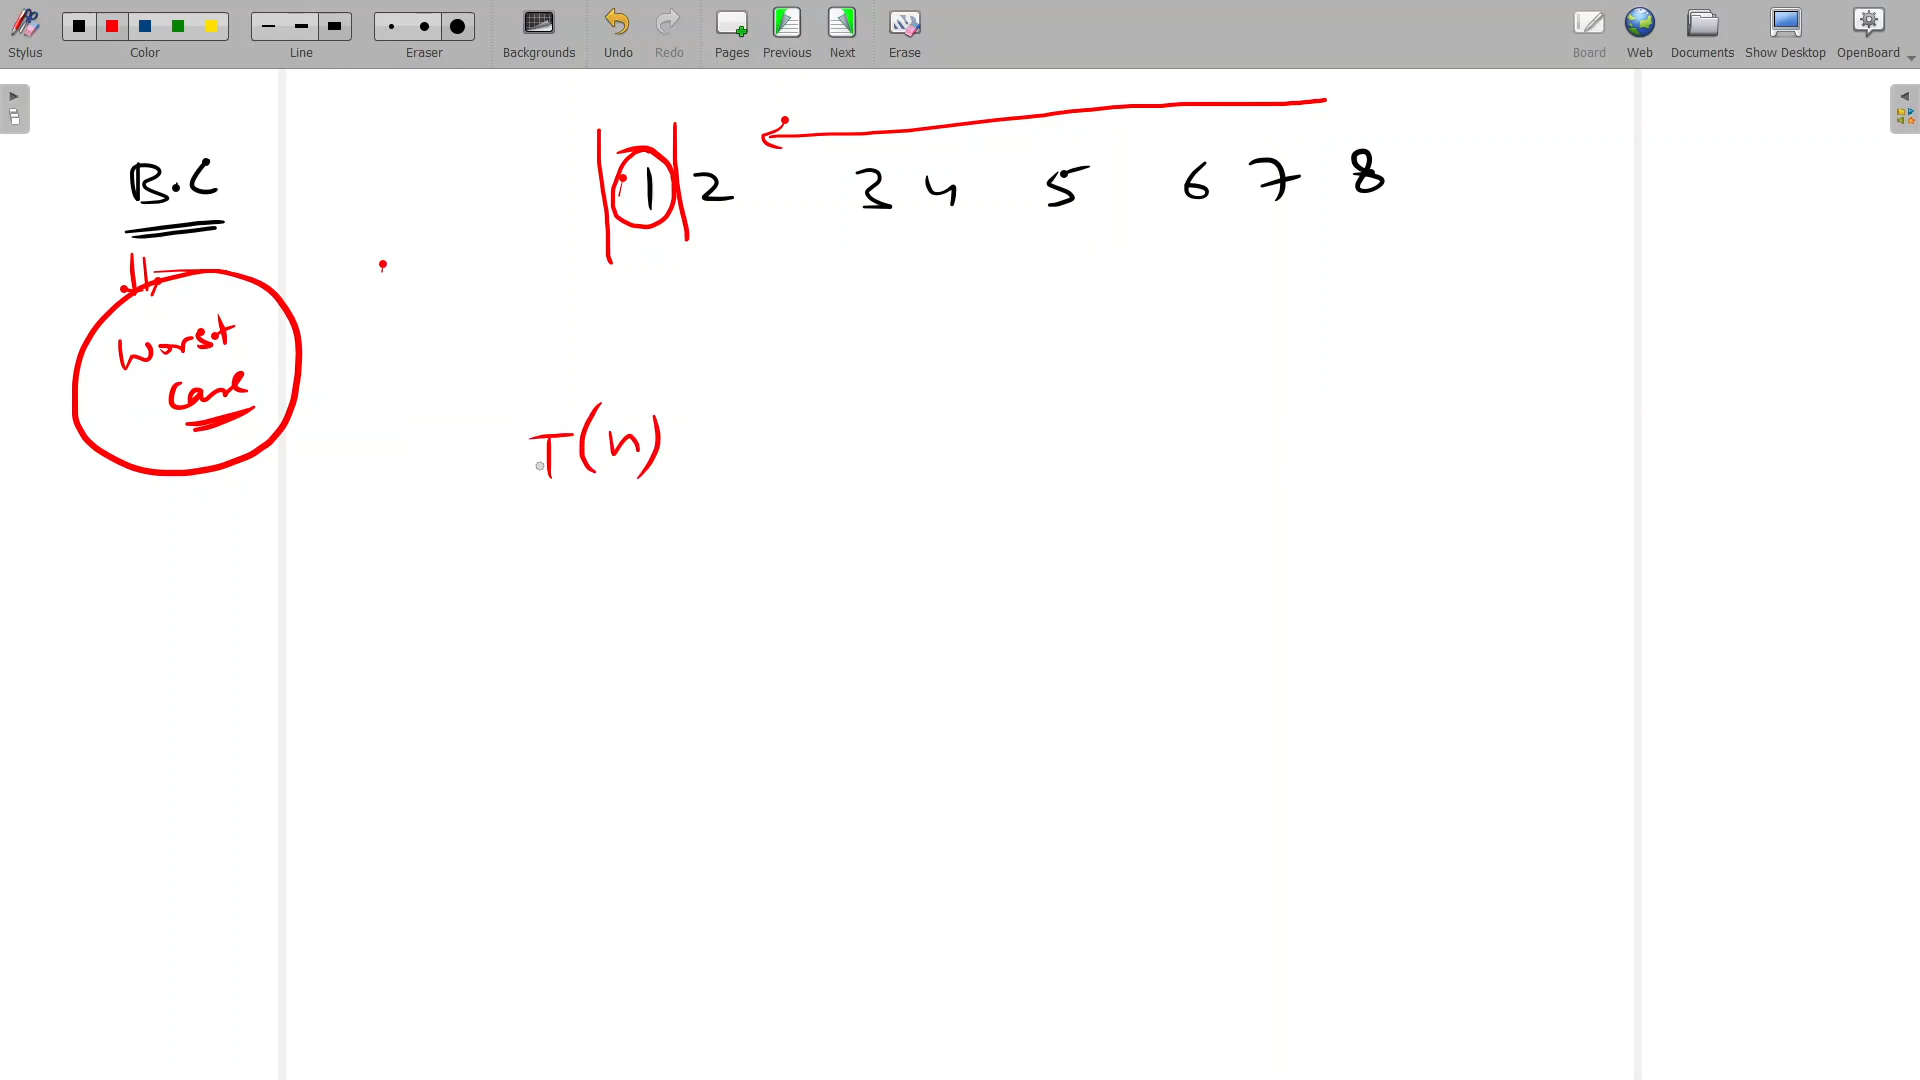 Stylus Color Line Eraser Backgrounds Undo Redo Pages Previous Next Erase Board Web Documents Show Desktop OpenBoard
B.C
1 2 3 4 5 6 7 8
Worst
Case
T(n)